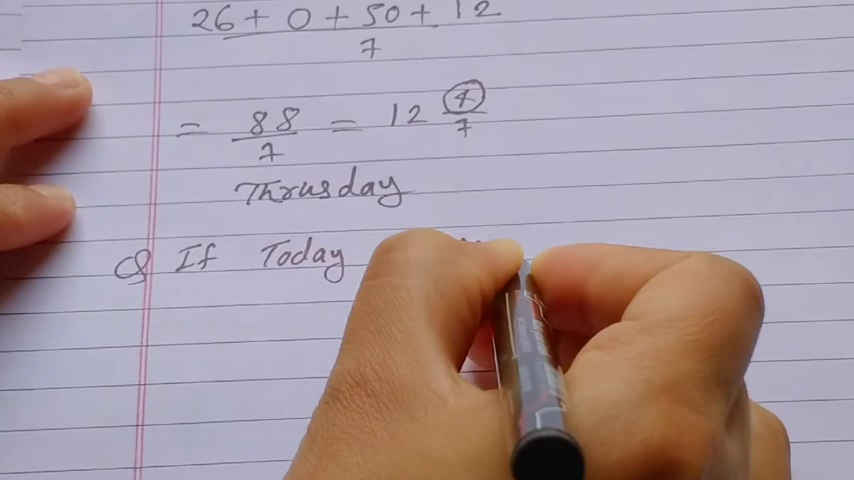 26 + 0 + 50 + 12
7
= 88/7 = 12 4/7
Thrusday
Q If Today